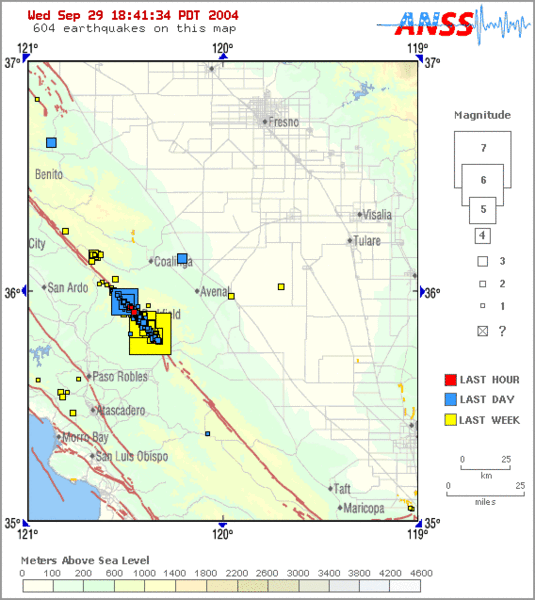 Wed Sep 29 18:41:34 PDT 2004
604 earthquakes on this map
ANSS
121° 120° 119°
37° 37°
Fresno
Benito
Visalia
City
Tulare
Coalinga
36° San Ardo Avenal 36°
field
Paso Robles
Atascadero
Morro Bay
San Luis Obispo
Taft
Maricopa
35° 35°
121° 120° 119°
Magnitude
7
6
5
4
3
2
1
?
LAST HOUR
LAST DAY
LAST WEEK
0 25
km
0 25
miles
Meters Above Sea Level
0 100 200 600 1000 1400 1800 2200 2600 3000 3400 3800 4200 4600